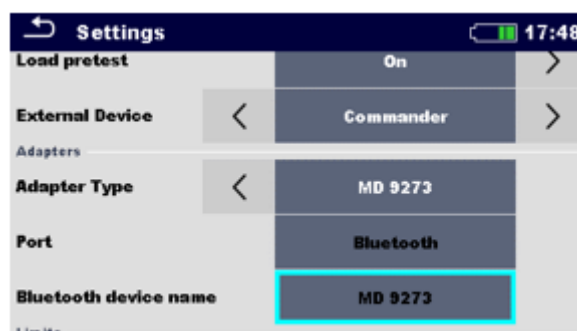 Settings 17:48
Load pretest On
External Device Commander
Adapters
Adapter Type MD 9273
Port Bluetooth
Bluetooth device name MD 9273